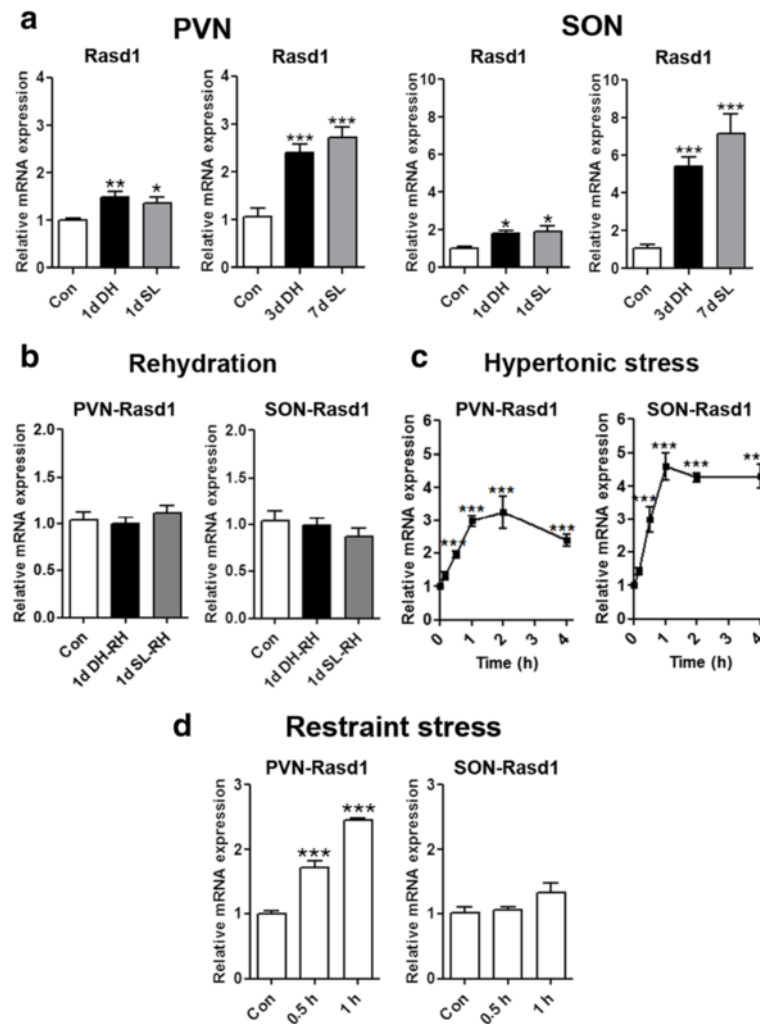 a
PVN
SON
Rasd1
Rasd1
Rasd1
Rasd1
Relative mRNA expression
4
3
2
1
0
**
*
Con
1d DH
1d SL
Relative mRNA expression
4
3
2
1
0
***
***
Con
3d DH
7d SL
Relative mRNA expression
10
8
6
4
2
0
*
*
Con
1d DH
1d SL
Relative mRNA expression
10
8
6
4
2
0
***
***
Con
3d DH
7d SL
b
Rehydration
PVN-Rasd1
SON-Rasd1
Relative mRNA expression
2.0
1.5
1.0
0.5
0.0
Con
1d DH-RH
1d SL-RH
Relative mRNA expression
2.0
1.5
1.0
0.5
0.0
Con
1d DH-RH
1d SL-RH
c
Hypertonic stress
PVN-Rasd1
SON-Rasd1
Relative mRNA expression
6
5
4
3
2
1
0
***
***
***
***
0
1
2
3
4
Time (h)
Relative mRNA expression
6
5
4
3
2
1
0
***
***
***
**
0
1
2
3
4
Time (h)
d
Restraint stress
PVN-Rasd1
SON-Rasd1
Relative mRNA expression
3
2
1
0
***
***
Con
0.5 h
1 h
Relative mRNA expression
3
2
1
0
Con
0.5 h
1 h